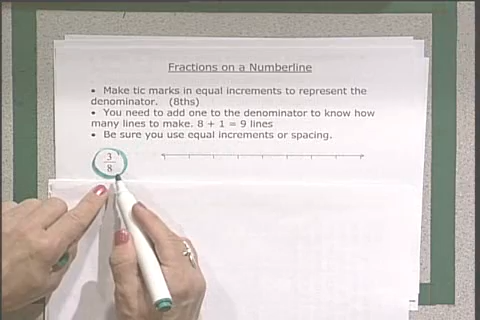 Fractions on a Numberline
• Make tic marks in equal increments to represent the
denominator. (8ths)
• You need to add one to the denominator to know how
many lines to make. 8 + 1 = 9 lines
• Be sure you use equal increments or spacing.
3
8